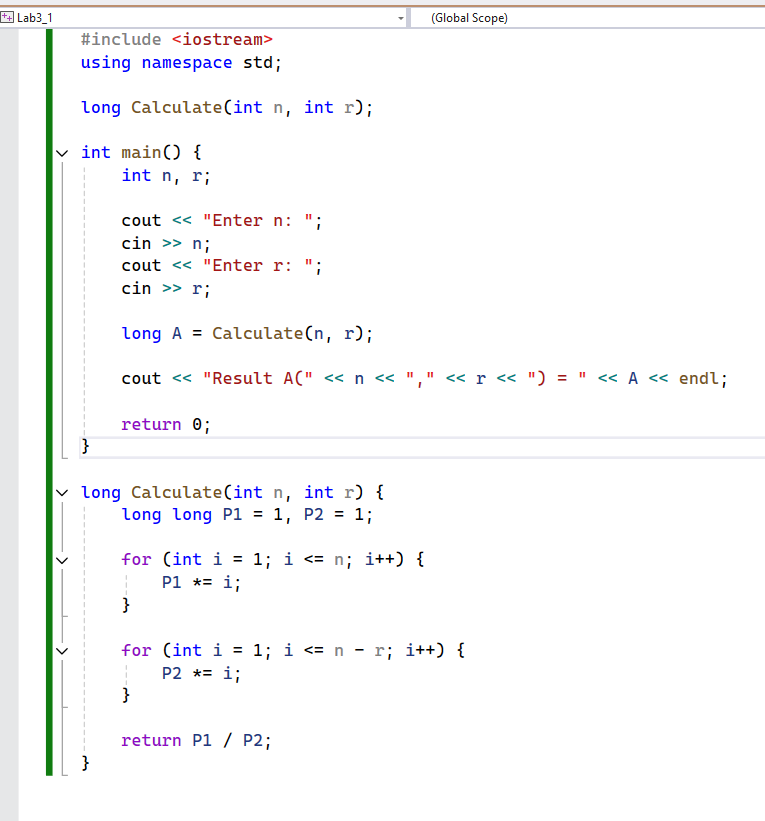 Lab3_1 (Global Scope)
#include <iostream>
using namespace std;
long Calculate(int n, int r);
int main() {
int n, r;
cout << "Enter n: ";
cin >> n;
cout << "Enter r: ";
cin >> r;
long A = Calculate(n, r);
cout << "Result A(" << n << "," << r << ") = " << A << endl;
return 0;
}
long Calculate(int n, int r) {
long long P1 = 1, P2 = 1;
for (int i = 1; i <= n; i++) {
P1 *= i;
}
for (int i = 1; i <= n - r; i++) {
P2 *= i;
}
return P1 / P2;
}